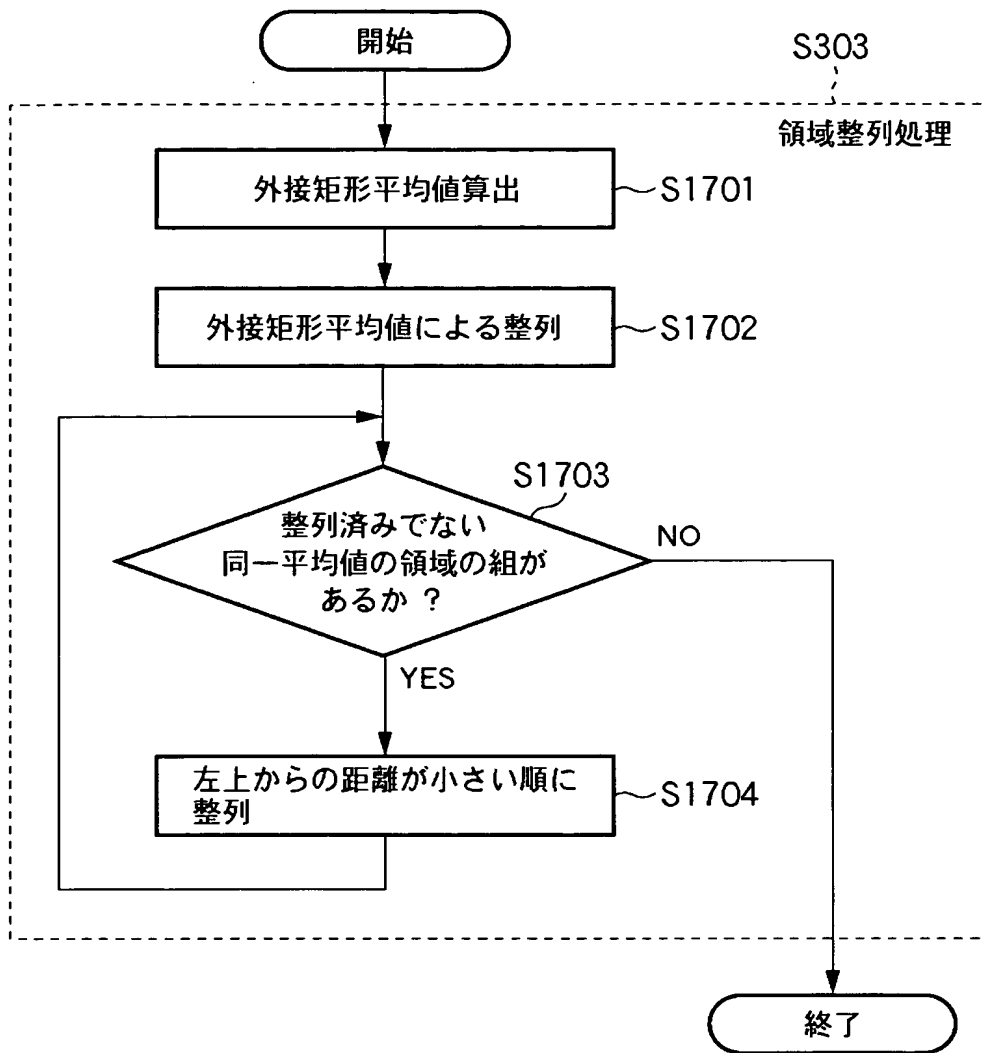 開始
S303
領域整列処理
外接矩形平均値算出
S1701
外接矩形平均値による整列
S1702
S1703
整列済みでない
同一平均値の領域の組が
あるか ?
NO
YES
左上からの距離が小さい順に
整列
S1704
終了